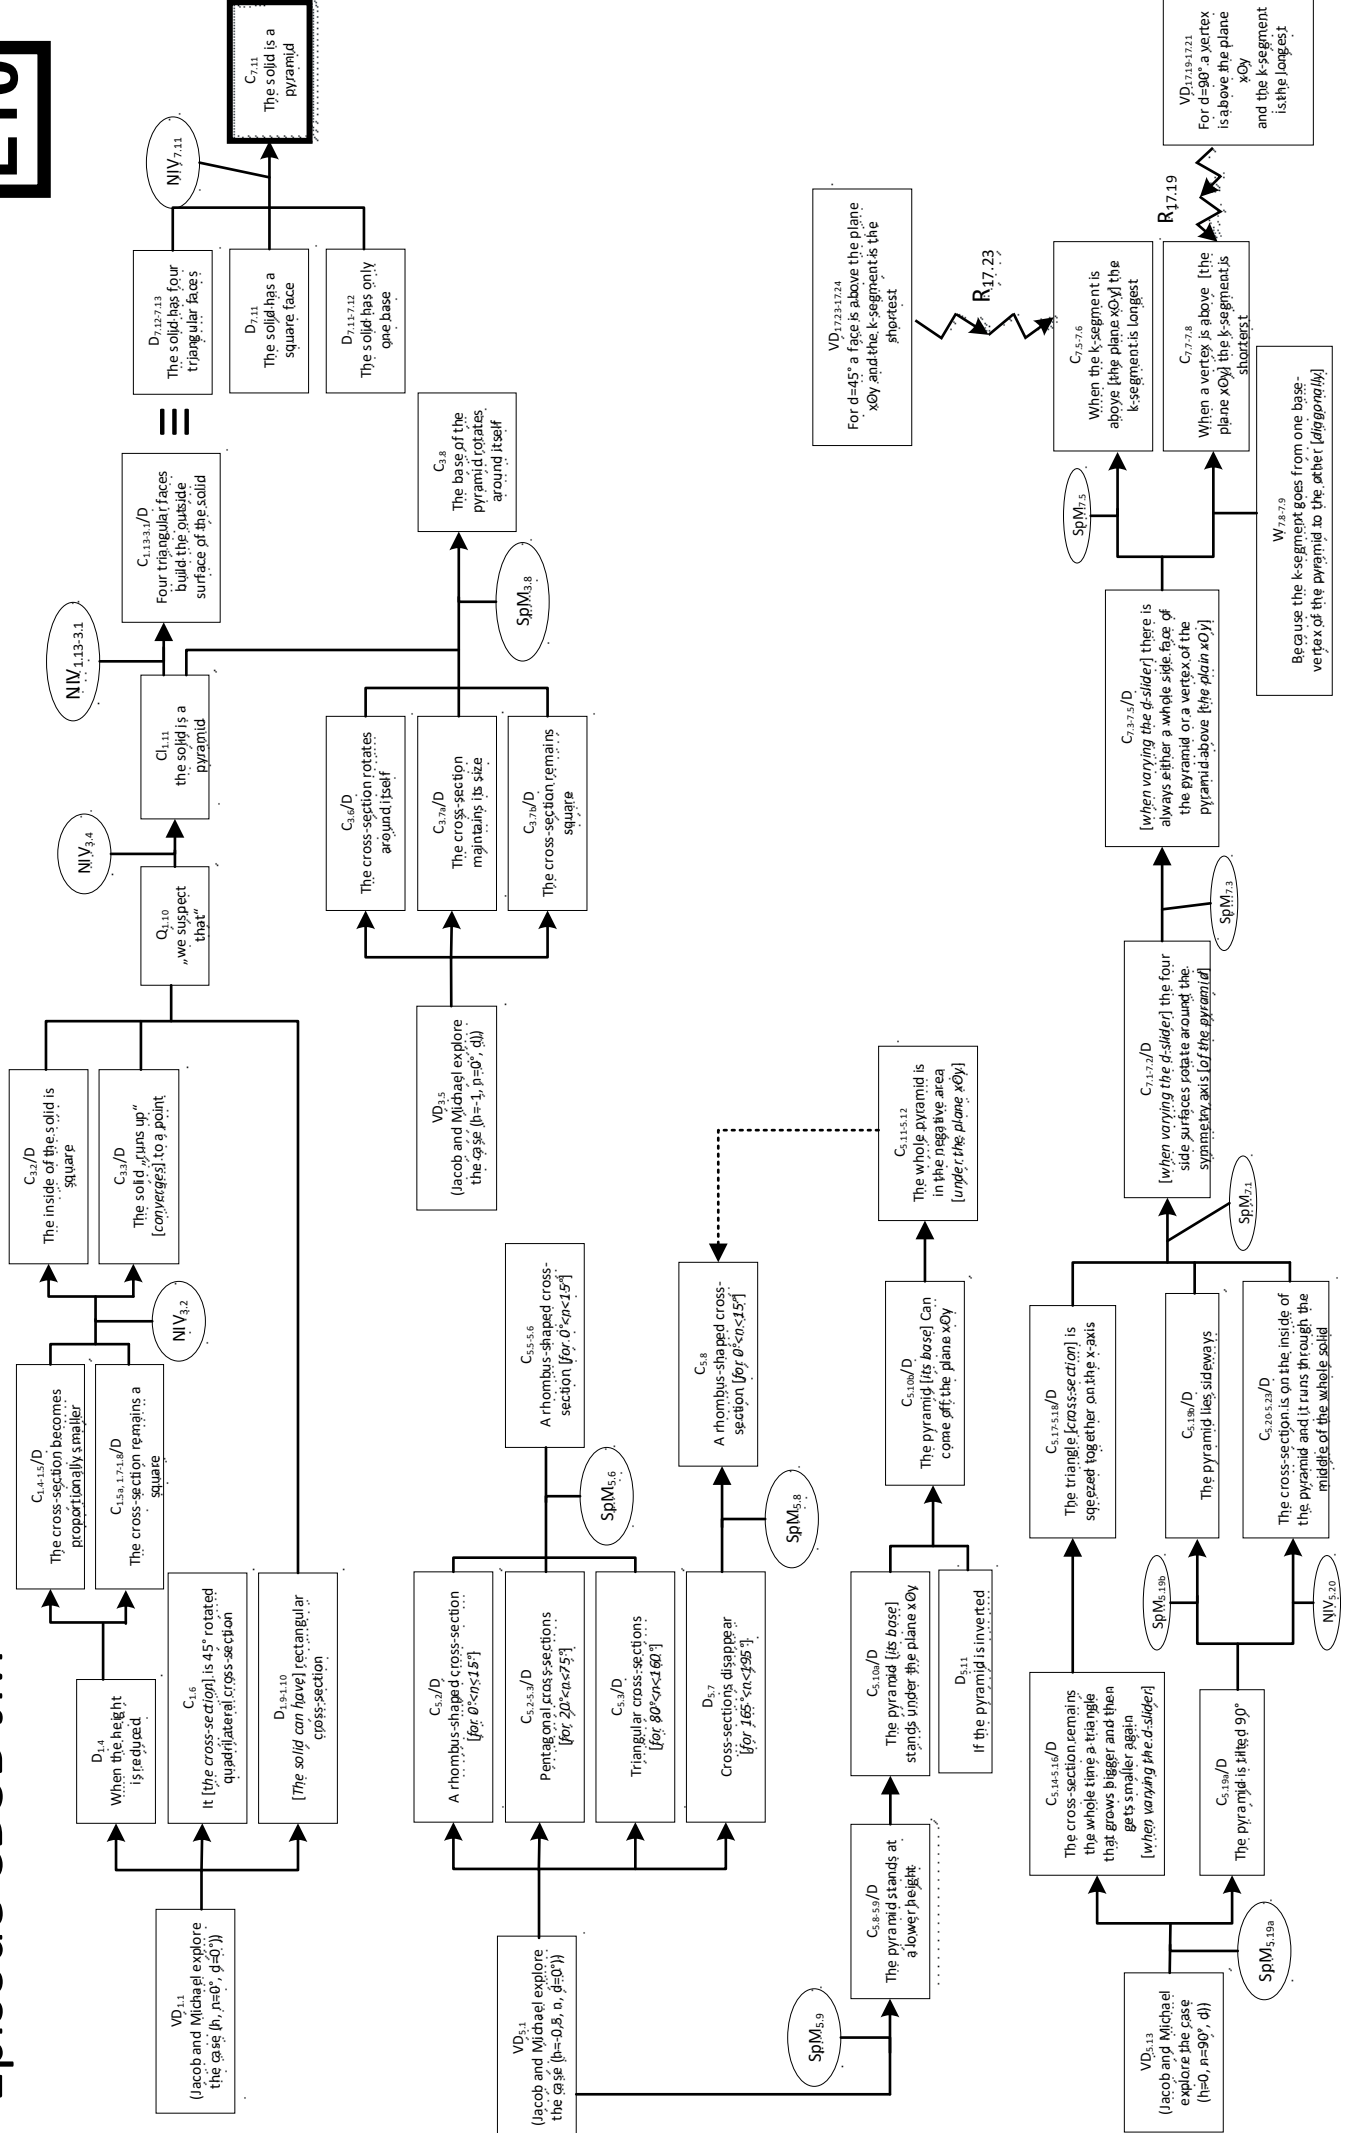 VD1.1
(Jacob and Michael explore
the case (h, n=0°, d=0°))
D1.4
When the height
is reduced
C1.6
It [the cross-section] is 45° rotated
quadrilateral cross-section
D1.9-1.10
[The solid can have] rectangular
cross-section
C1.4-1.5/D
The cross-section becomes
proportionally smaller
C1.5a, 1.7-1.8/D
The cross-section remains a
square
NIV3.2
C3.2/D
The inside of the solid is
square
C3.3/D
The solid „runs up“
[converges] to a point
Q1.10
„we suspect
that“
NIV3.4
Cl1.11
the solid is a
pyramid
NIV1.13-3.1
C1.13-3.1/D
Four triangular faces
build the outside
surface of the solid
D7.12-7.13
The solid has four
triangular faces
D7.11
The solid has a
square face
D7.11-7.12
The solid has only
one base
NIV7.11
C7.11
The solid is a
pyramid
VD3.5
(Jacob and Michael explore
the case (h=-1, n=0°, d))
C3.6/D
The cross-section rotates
around itself
C3.7a/D
The cross-section
maintains its size
C3.7b/D
The cross-section remains
square
SpM3.8
C3.8
The base of the
pyramid rotates
around itself
VD5.1
(Jacob and Michael explore
the case (h=-0,8, n, d=0°))
C5.2/D
A rhombus-shaped cross-section
[for 0°<n<15°]
C5.2-5.3/D
Pentagonal cross-sections
[for 20°<n<75°]
C5.3/D
Triangular cross-sections
[for 80°<n<160°]
D5.7
Cross-sections disappear
[for 165°<n<195°]
SpM5.6
C5.5-5.6
A rhombus-shaped cross-
section [for 0°<n<15°]
SpM5.8
C5.8
A rhombus-shaped cross-
section [for 0°<n<15°]
SpM5.9
C5.8-5.9/D
The pyramid stands at
a lower height
C5.10a/D
The pyramid [its base]
stands under the plane xOy
D5.11
If the pyramid is inverted
C5.10b/D
The pyramid [its base] Can
come off the plane xOy
C5.11-5.12
The whole pyramid is
in the negative area
[under the plane xOy]
VD5.13
(Jacob and Michael
explore the case
(h=0, n=90°, d))
SpM5.19a
C5.14-5.16/D
The cross-section remains
the whole time a triangle
that grows bigger and then
gets smaller again
[when varying the d-slider]
C5.19a/D
The pyramid is tilted 90°
SpM5.19b
NIV5.20
C5.17-5.18/D
The triangle [cross-section] is
sqeezed together on the x-axis
C5.19b/D
The pyramid lies sideways
C5.20-5.23/D
The cross-section is on the inside of
the pyramid and it runs through the
middle of the whole solid
SpM7.1
C7.1-7.2/D
[when varying the d-slider] the four
side surfaces rotate around the
symmetry axis [of the pyramid]
SpM7.3
C7.3-7.5/D
[when varying the d-slider] there is
always either a whole side face of
the pyramid or a vertex of the
pyramid above [the plain xOy]
SpM7.5
W7.8-7.9
Because the k-segment goes from one base-
vertex of the pyramid to the other [diagonally]
C7.5-7.6
When the k-segment is
above [the plane xOy] the
k-segment is longest
C7.7-7.8
When a vertex is above [the
plane xOy] the k-segment is
shorterst
R17.23
VD17.23-17.24
For d=45° a face is above the plane
xOy and the k-segment is the
shortest
R17.19
VD17.19-17.21
For d=90° a vertex
is above the plane
xOy
and the k-segment
is the longest